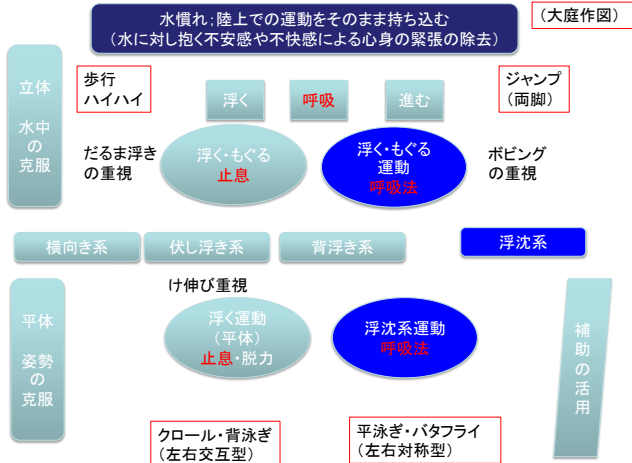 水慣れ；陸上での運動をそのまま持ち込む
（水に対し抱く不安感や不快感による心身の緊張の除去）
（大庭作図）
立体
水中
の
克服
歩行
ハイハイ
浮く
呼吸
進む
ジャンプ
（両脚）
だるま浮き
の重視
浮く・もぐる
止息
浮く・もぐる
運動
呼吸法
ボビング
の重視
横向き系
伏し浮き系
背浮き系
浮沈系
け伸び重視
平体
姿勢
の
克服
浮く運動
（平体）
止息・脱力
浮沈系運動
呼吸法
補助の活用
クロール・背泳ぎ
（左右交互型）
平泳ぎ・バタフライ
（左右対称型）